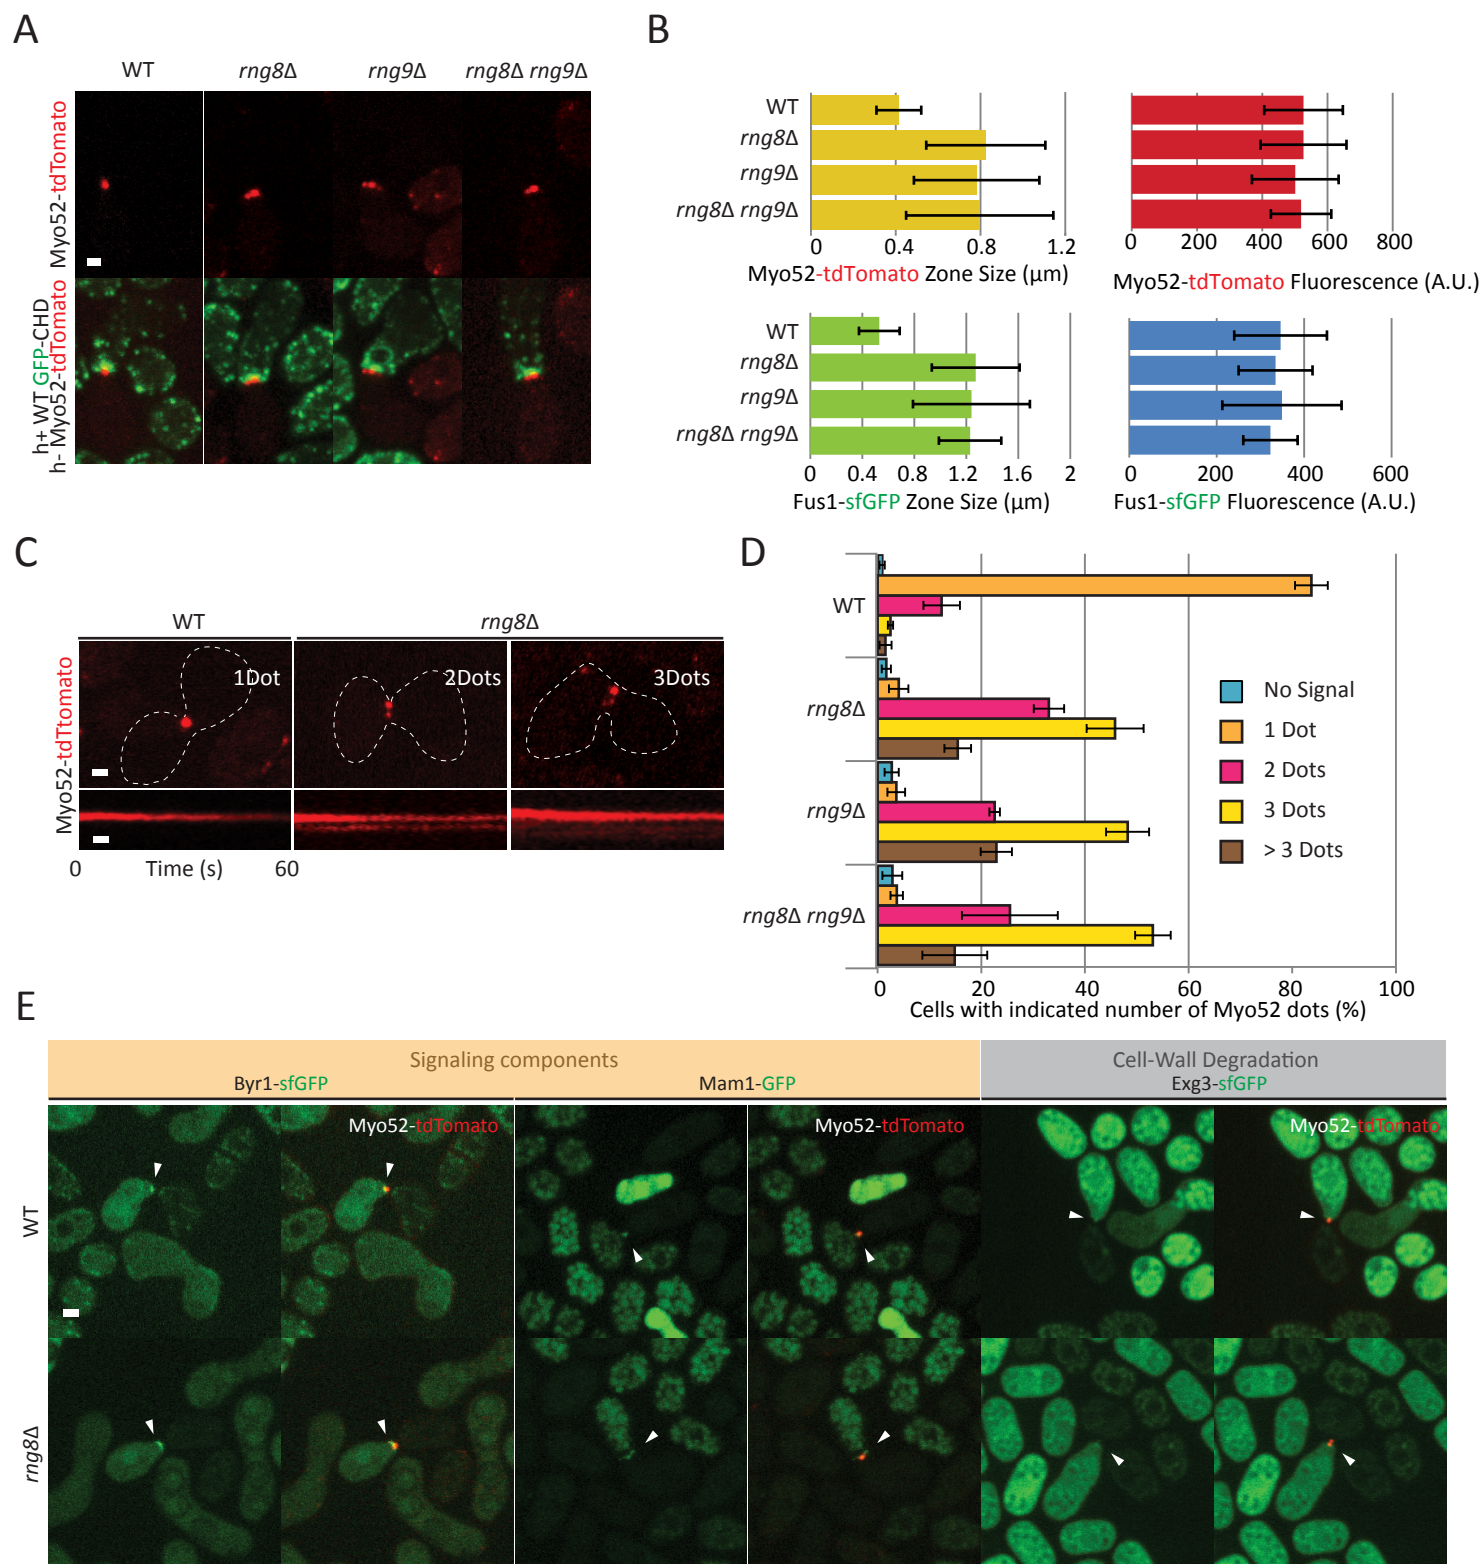 A
WT
rng8Δ
rng9Δ
rng8Δ rng9Δ
Myo52-tdTomato
h+ WT GFP-CHD
h- Myo52-tdTomato
B
WT
rng8Δ
rng9Δ
rng8Δ rng9Δ
0 0.4 0.8 1.2
Myo52-tdTomato Zone Size (μm)
0 200 400 600 800
Myo52-tdTomato Fluorescence (A.U.)
WT
rng8Δ
rng9Δ
rng8Δ rng9Δ
0 0.4 0.8 1.2 1.6 2
Fus1-sfGFP Zone Size (μm)
0 200 400 600
Fus1-sfGFP Fluorescence (A.U.)
C
WT
rng8Δ
Myo52-tdTtomato
1Dot
2Dots
3Dots
0 Time (s) 60
D
WT
rng8Δ
rng9Δ
rng8Δ rng9Δ
No Signal
1 Dot
2 Dots
3 Dots
> 3 Dots
0 20 40 60 80 100
Cells with indicated number of Myo52 dots (%)
E
Signaling components
Cell-Wall Degradation
Byr1-sfGFP
Mam1-GFP
Exg3-sfGFP
Myo52-tdTomato
Myo52-tdTomato
Myo52-tdTomato
WT
rng8Δ